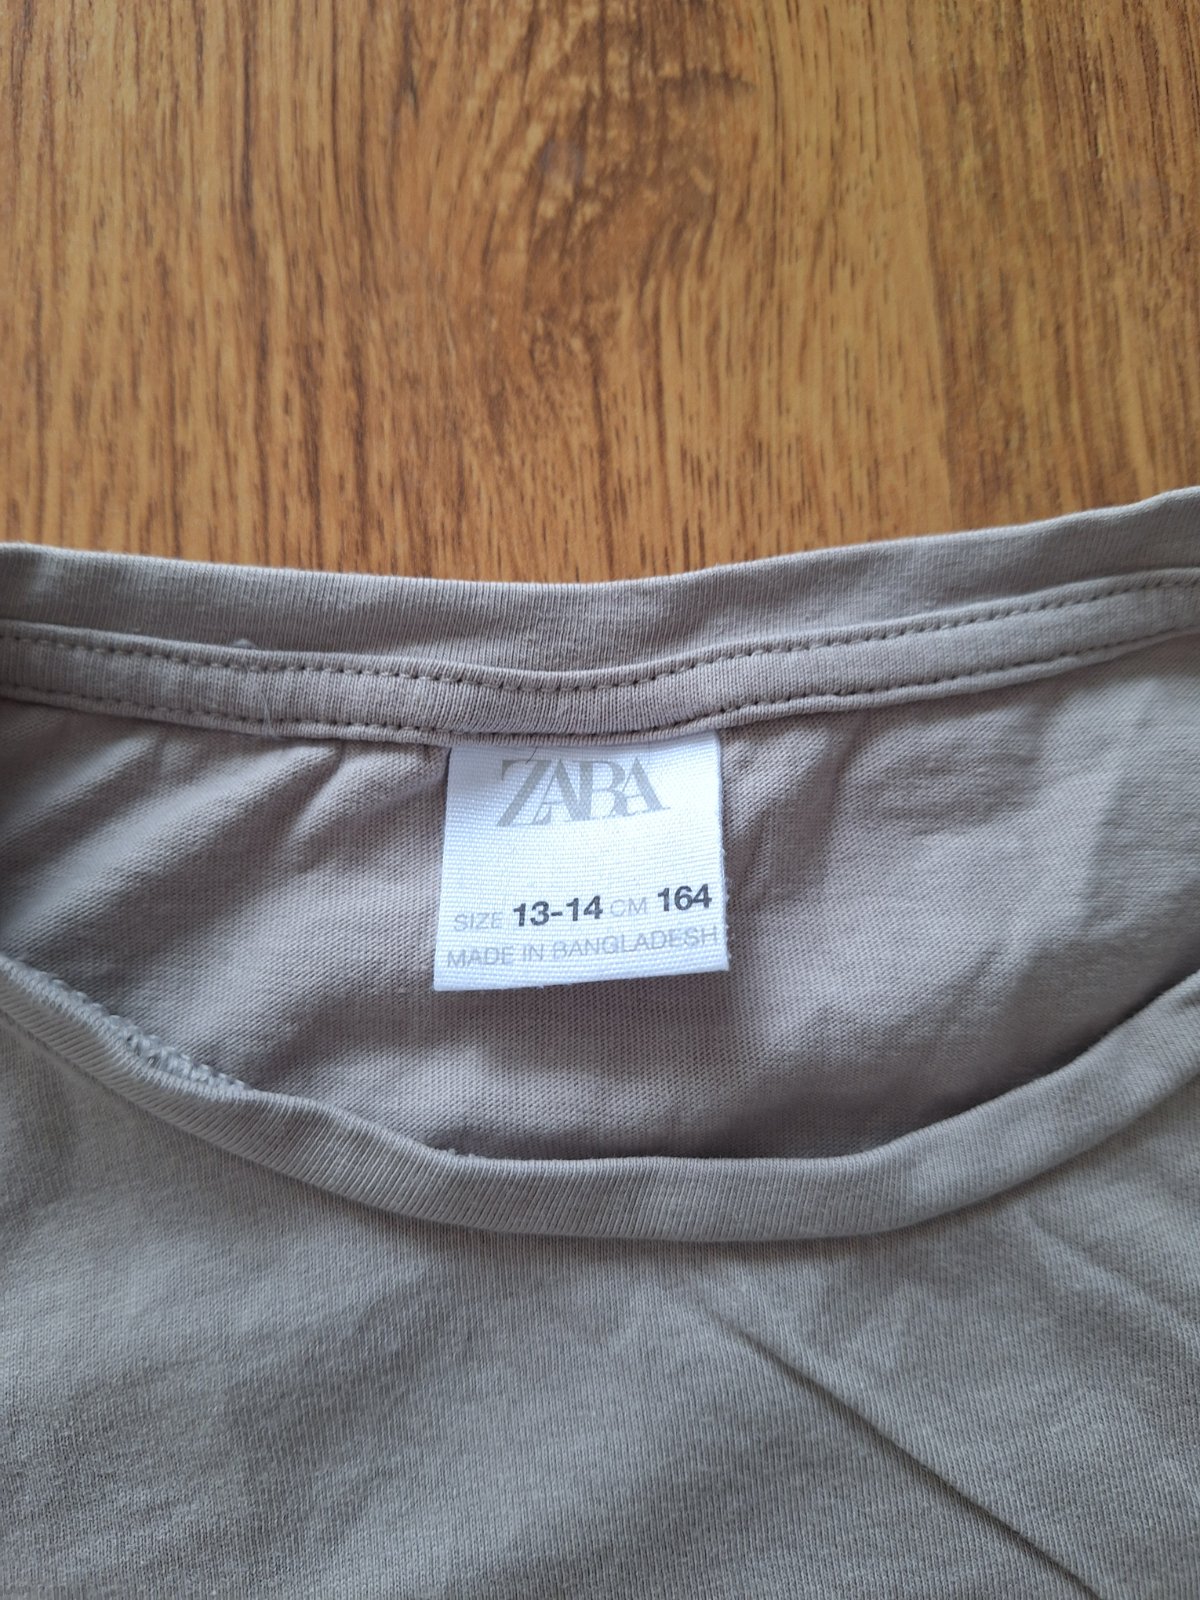 ZARA
SIZE 13-14 CM 164
MADE IN BANGLADESH